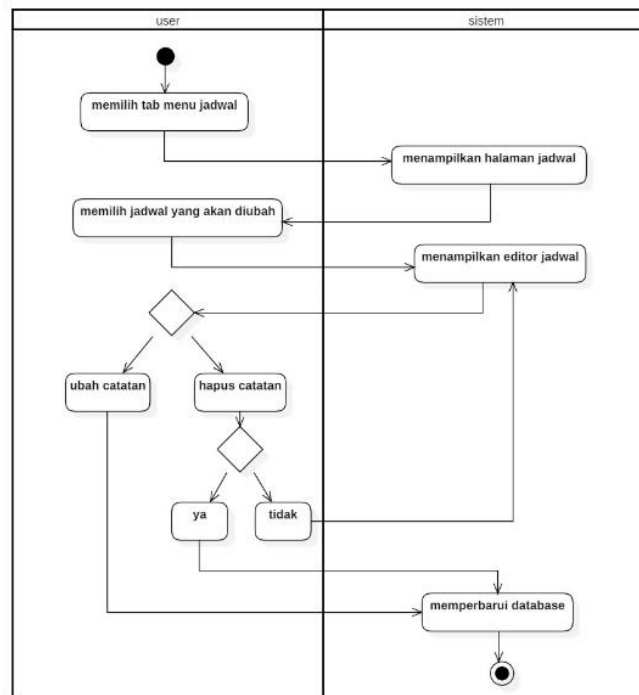 user
sistem
memilih tab menu jadwal
menampilkan halaman jadwal
memilih jadwal yang akan diubah
menampilkan editor jadwal
ubah catatan
hapus catatan
ya
tidak
memperbarui database